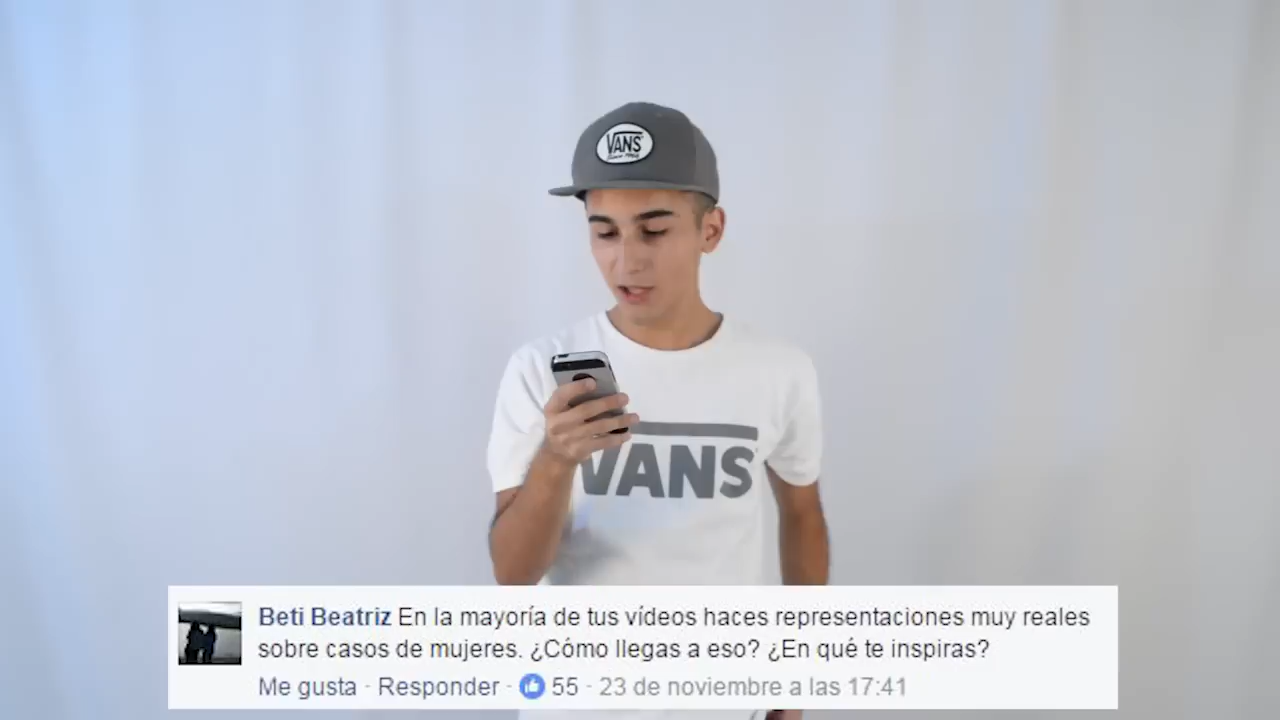 VANS
VANS
Beti Beatriz En la mayoría de tus vídeos haces representaciones muy reales
sobre casos de mujeres. ¿Cómo llegas a eso? ¿En qué te inspiras?
Me gusta · Responder · 55 · 23 de noviembre a las 17:41